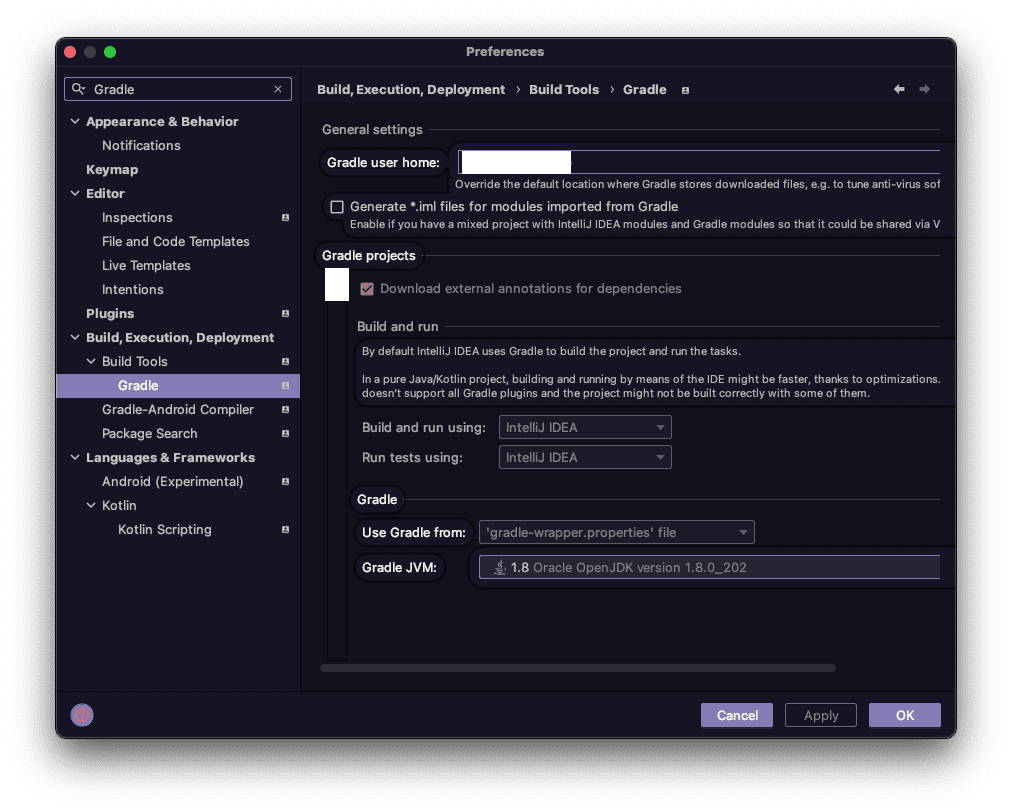 Preferences
Gradle
Build, Execution, Deployment › Build Tools › Gradle
Appearance & Behavior
Notifications
Keymap
Editor
Inspections
File and Code Templates
Live Templates
Intentions
Plugins
Build, Execution, Deployment
Build Tools
Gradle
Gradle-Android Compiler
Package Search
Languages & Frameworks
Android (Experimental)
Kotlin
Kotlin Scripting
General settings
Gradle user home:
Override the default location where Gradle stores downloaded files, e.g. to tune anti-virus sof
Generate *.iml files for modules imported from Gradle
Enable if you have a mixed project with IntelliJ IDEA modules and Gradle modules so that it could be shared via V
Gradle projects
Download external annotations for dependencies
Build and run
By default IntelliJ IDEA uses Gradle to build the project and run the tasks.
In a pure Java/Kotlin project, building and running by means of the IDE might be faster, thanks to optimizations.
doesn't support all Gradle plugins and the project might not be built correctly with some of them.
Build and run using: IntelliJ IDEA
Run tests using: IntelliJ IDEA
Gradle
Use Gradle from: 'gradle-wrapper.properties' file
Gradle JVM: 1.8 Oracle OpenJDK version 1.8.0_202
Cancel Apply OK